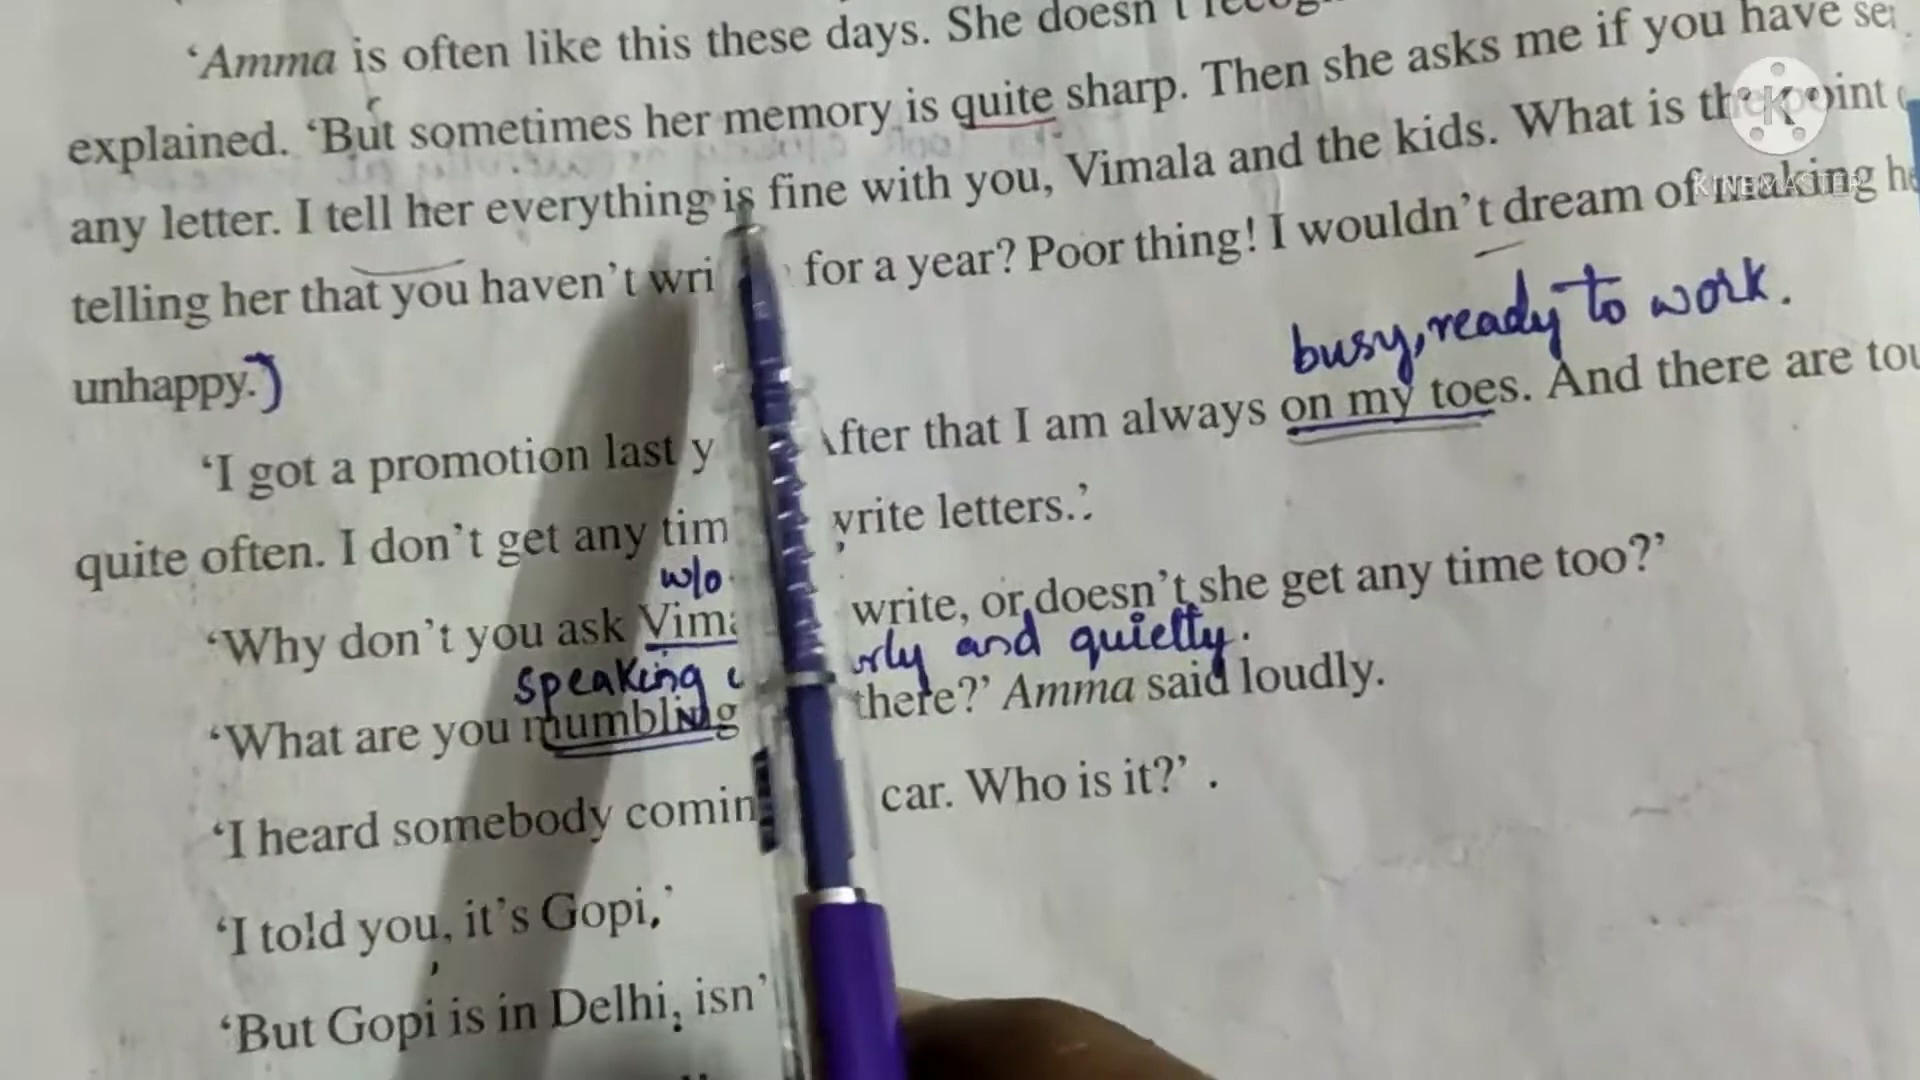 'Amma is often like this these days. She doesn't
explained. 'But sometimes her memory is quite sharp. Then she asks me if you have
any letter. I tell her everything is fine with you, Vimala and the kids. What is the point
telling her that you haven't for a year? Poor thing! I wouldn't dream of making
busy, ready to work.
unhappy.)
'I got a promotion last After that I am always on my toes. And there are
quite often. I don't get any write letters.'
w/o
'Why don't you ask write, or doesn't she get any time too?'
speaking and quietly.
'What are you mumbling there?' Amma said loudly.
'I heard somebody car. Who is it?'
'I told you, it's Gopi,'
'But Gopi is in Delhi, isn'
KINEMASTER